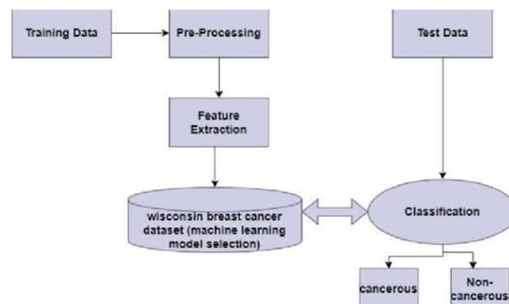 Training Data
Pre-Processing
Test Data
Feature
Extraction
wisconsin breast cancer
dataset (machine learning
model selection)
Classification
cancerous
Non-
cancerous